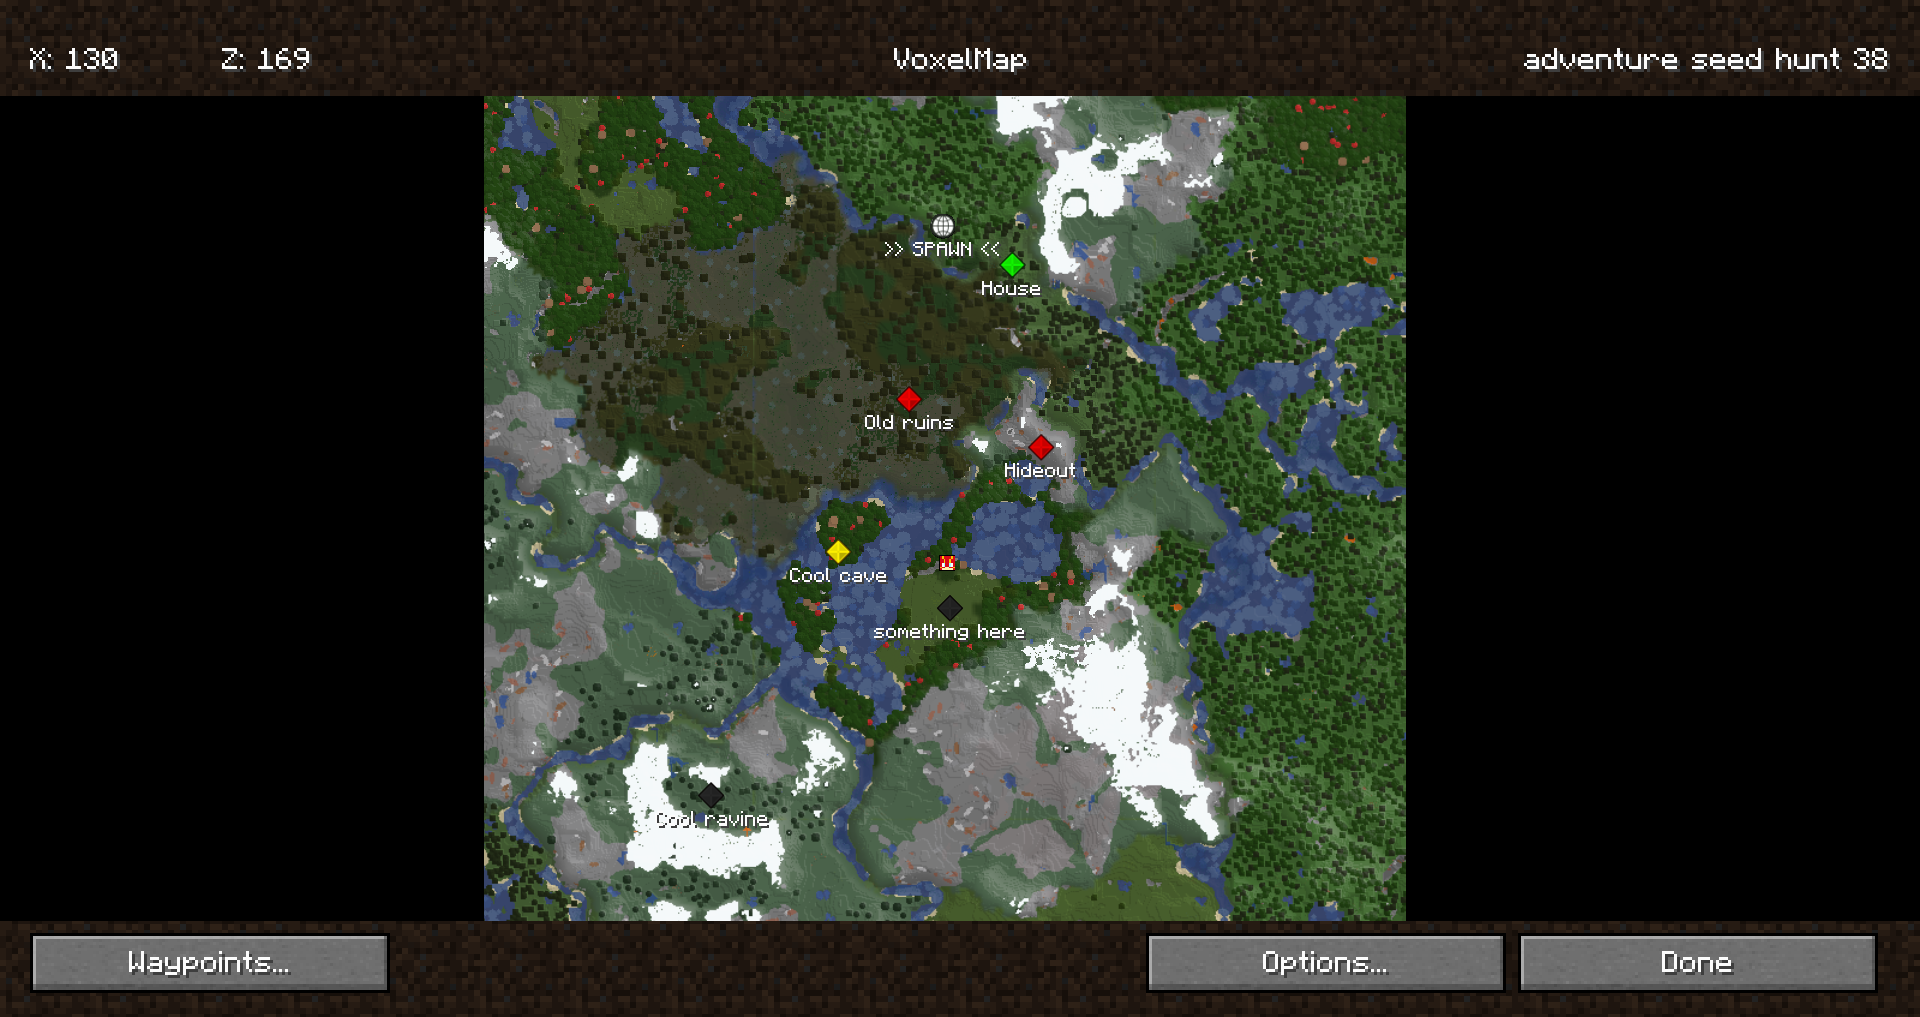 X: 130 Z: 169 VoxelMap adventure seed hunt 38
>> SPAWN <<
House
Old ruins
Hideout
Cool cave
something here
Cool ravine
Waypoints... Options... Done